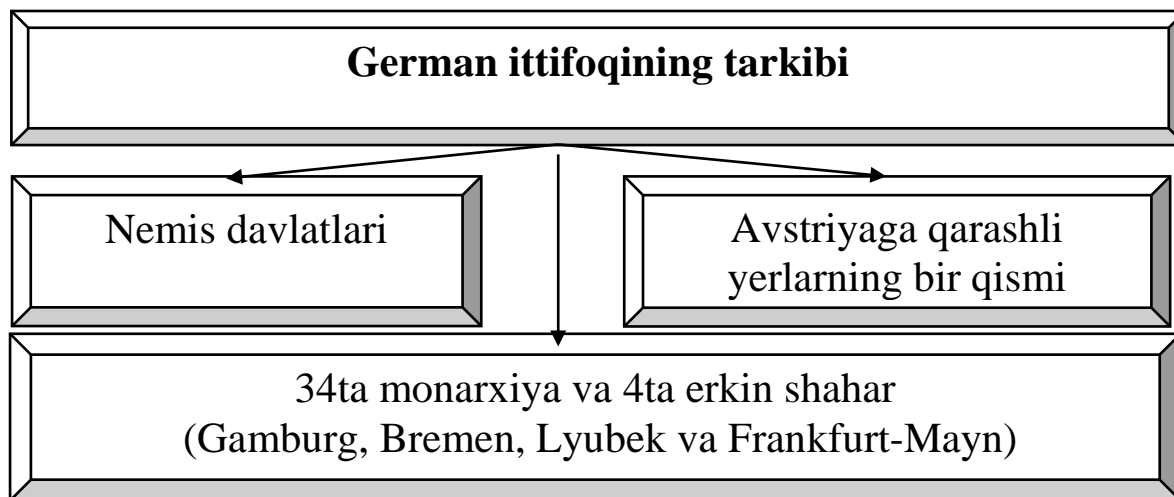 German ittifoqining tarkibi
Nemis davlatlari
Avstriyaga qarashli
yerlarning bir qismi
34ta monarxiya va 4ta erkin shahar
(Gamburg, Bremen, Lyubek va Frankfurt-Mayn)